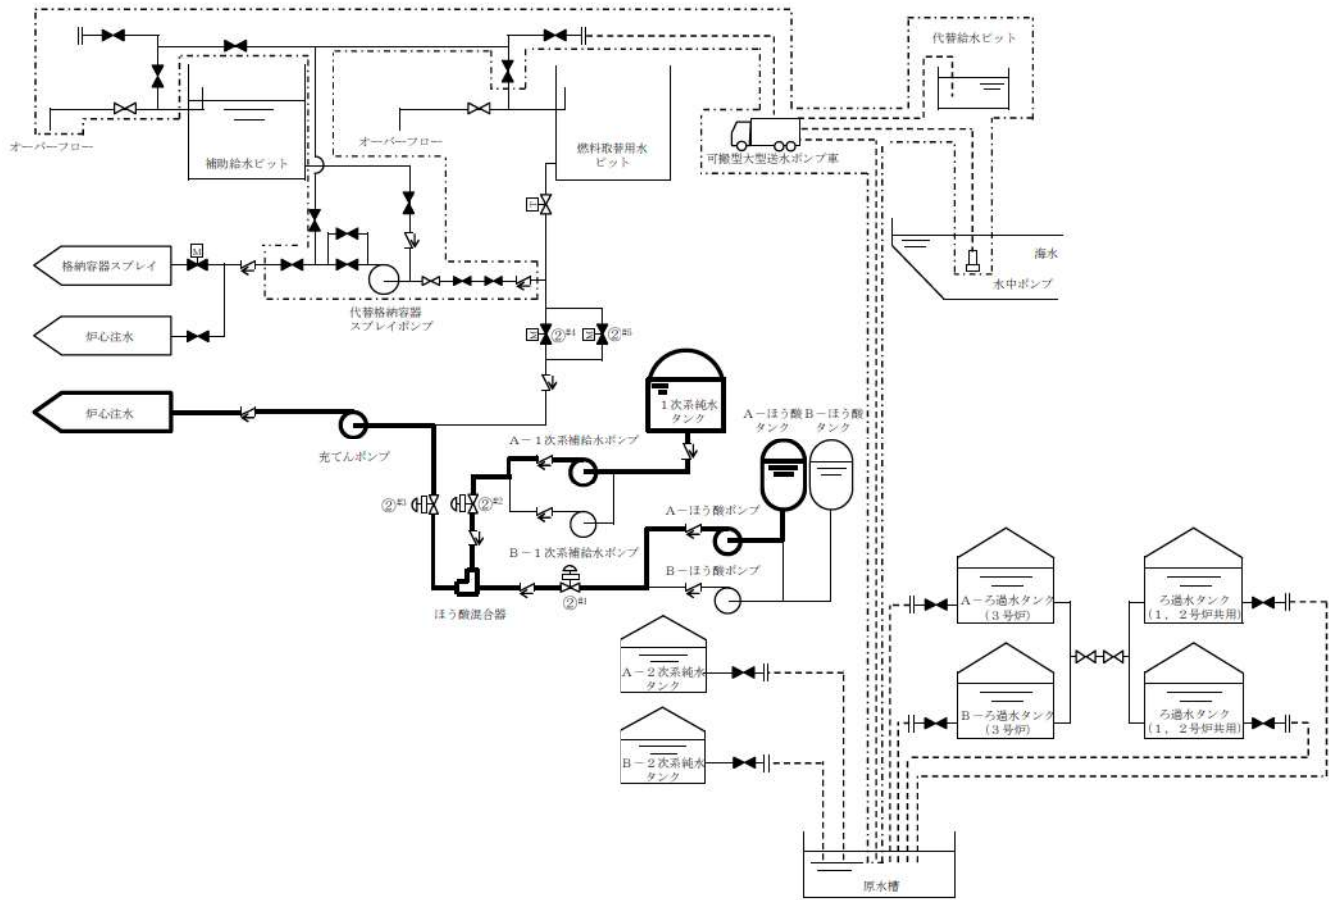 代替給水ピット
オーバーフロー
オーバーフロー
補助給水ピット
燃料取替用水
ピット
可搬型大型送水ポンプ車
海水
水中ポンプ
M
T
格納容器スプレイ
代替格納容器
スプレイポンプ
炉心注水
M
②#4
M
②#5
炉心注水
充てんポンプ
1次系純水
タンク
A-ほう酸
タンク
B-ほう酸
タンク
A-1次系補給水ポンプ
②#3
②#2
B-1次系補給水ポンプ
A-ほう酸ポンプ
B-ほう酸ポンプ
②#1
ほう酸混合器
A-2次系純水
タンク
B-2次系純水
タンク
A-ろ過水タンク
(3号炉)
ろ過水タンク
(1,2号炉共用)
B-ろ過水タンク
(3号炉)
ろ過水タンク
(1,2号炉共用)
原水槽